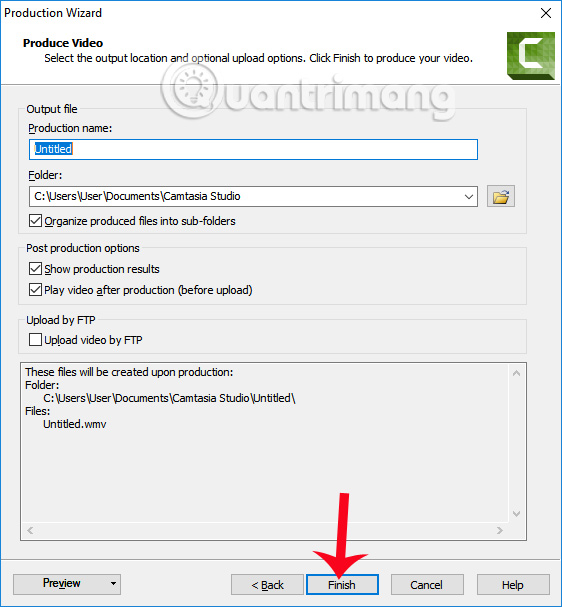 Production Wizard
Produce Video
Select the output location and optional upload options. Click Finish to produce your video.
Quantrimang
Output file
Production name:
Untitled
Folder:
C:\Users\User\Documents\Camtasia Studio
Organize produced files into sub-folders
Post production options
Show production results
Play video after production (before upload)
Upload by FTP
Upload video by FTP
These files will be created upon production:
Folder:
C:\Users\User\Documents\Camtasia Studio\Untitled\
Files:
Untitled.wmv
Preview
< Back
Finish
Cancel
Help